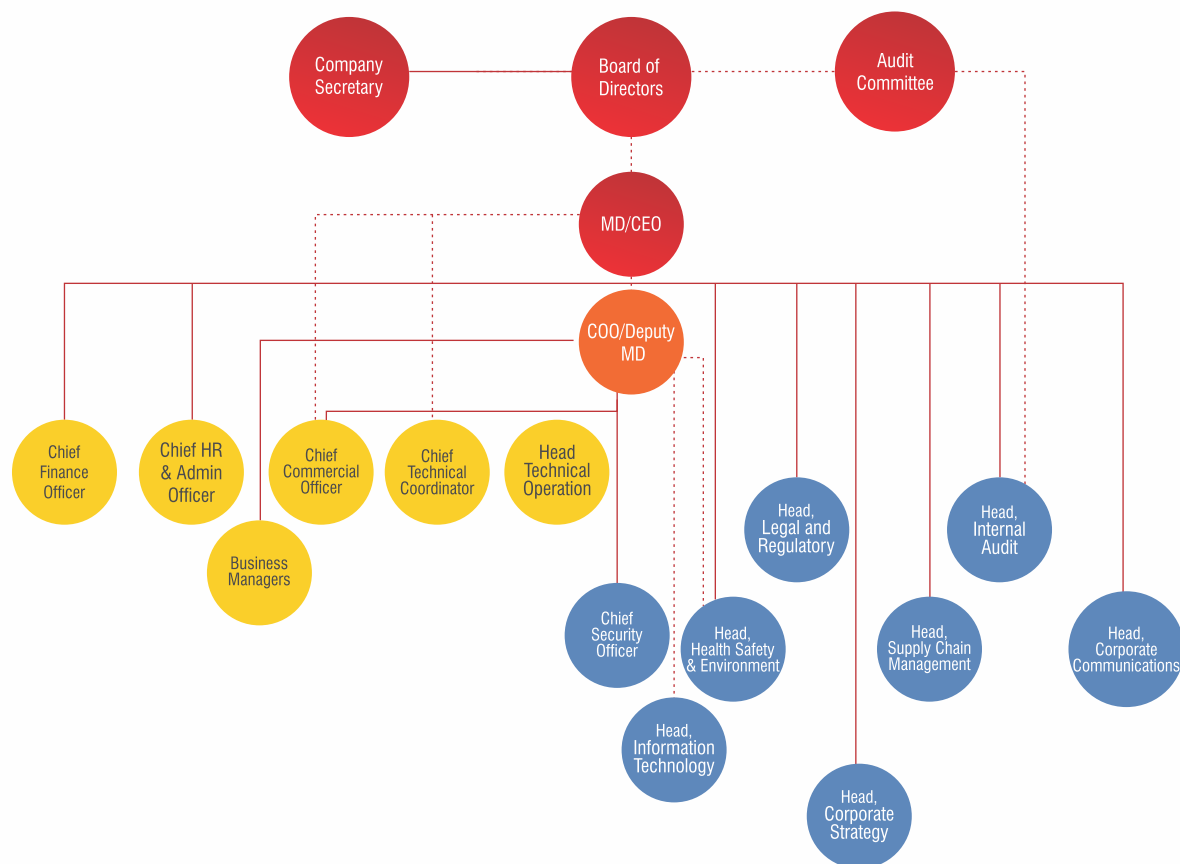 Company
Secretary
Board of
Directors
Audit
Committee
MD/CEO
COO/Deputy
MD
Chief
Finance
Officer
Chief HR
& Admin
Officer
Chief
Commercial
Officer
Chief
Technical
Coordinator
Head
Technical
Operation
Business
Managers
Head,
Legal and
Regulatory
Head,
Internal
Audit
Chief
Security
Officer
Head,
Health Safety
& Environment
Head,
Supply Chain
Management
Head,
Corporate
Communications
Head,
Information
Technology
Head,
Corporate
Strategy